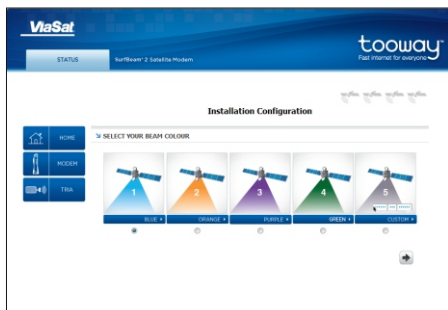 ViaSat
tooway
Fast internet for everyone
STATUS
SurfBeam 2 Satellite Modem
Installation Configuration
HOME
SELECT YOUR BEAM COLOUR
MODEM
TRIA
1
2
3
4
5
BLUE
ORANGE
PURPLE
GREEN
CUSTOM